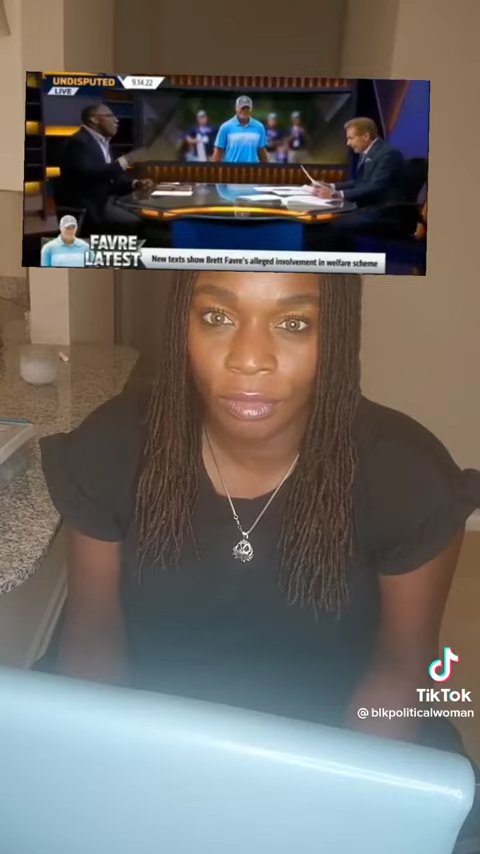 UNDISPUTED 9.14.22
LIVE
FAVRE
LATEST
New texts show Brett Favre's alleged involvement in welfare scheme
TikTok
@ blkpoliticalwoman